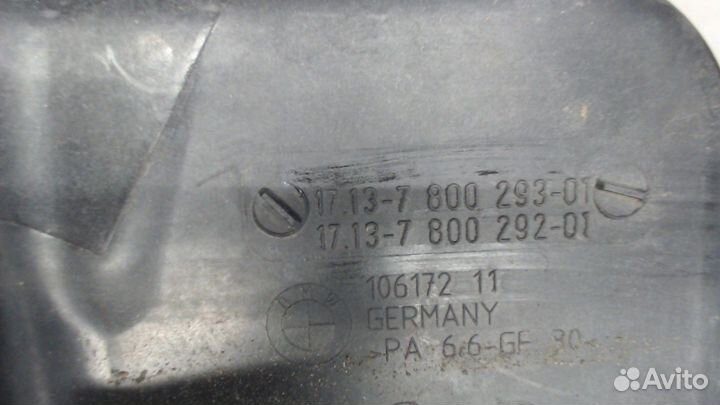 17.13-7 800 293-01
17.13-7 800 292-01
106172 11
BMW
GERMANY
>PA 6.6-GF 30<
Avito